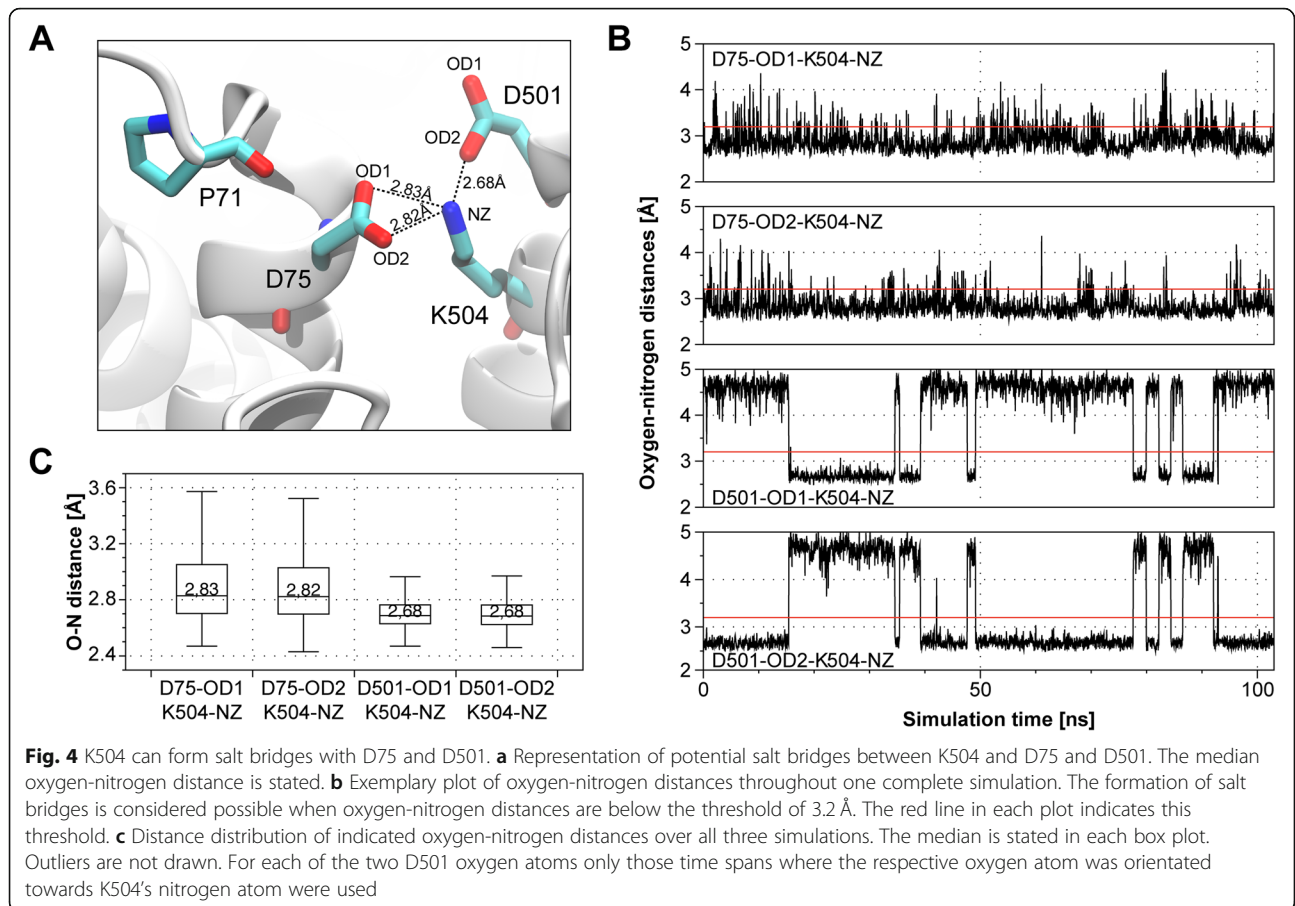 A
OD1
D501
OD2
OD1
2.83Å
2.68Å
P71
2.82Å
NZ
OD2
D75
K504
B
Oxygen-nitrogen distances [Å]
5
D75-OD1-K504-NZ
4
3
2
5
D75-OD2-K504-NZ
4
3
2
5
4
3
D501-OD1-K504-NZ
2
5
4
3
D501-OD2-K504-NZ
2
0 50 100
Simulation time [ns]
C
O-N distance [Å]
3.6
3.2
2.8
2.4
2,83 2,82 2,68 2,68
D75-OD1 D75-OD2 D501-OD1 D501-OD2
K504-NZ K504-NZ K504-NZ K504-NZ
Fig. 4 K504 can form salt bridges with D75 and D501. a Representation of potential salt bridges between K504 and D75 and D501. The median
oxygen-nitrogen distance is stated. b Exemplary plot of oxygen-nitrogen distances throughout one complete simulation. The formation of salt
bridges is considered possible when oxygen-nitrogen distances are below the threshold of 3.2 Å. The red line in each plot indicates this
threshold. c Distance distribution of indicated oxygen-nitrogen distances over all three simulations. The median is stated in each box plot.
Outliers are not drawn. For each of the two D501 oxygen atoms only those time spans where the respective oxygen atom was orientated
towards K504's nitrogen atom were used